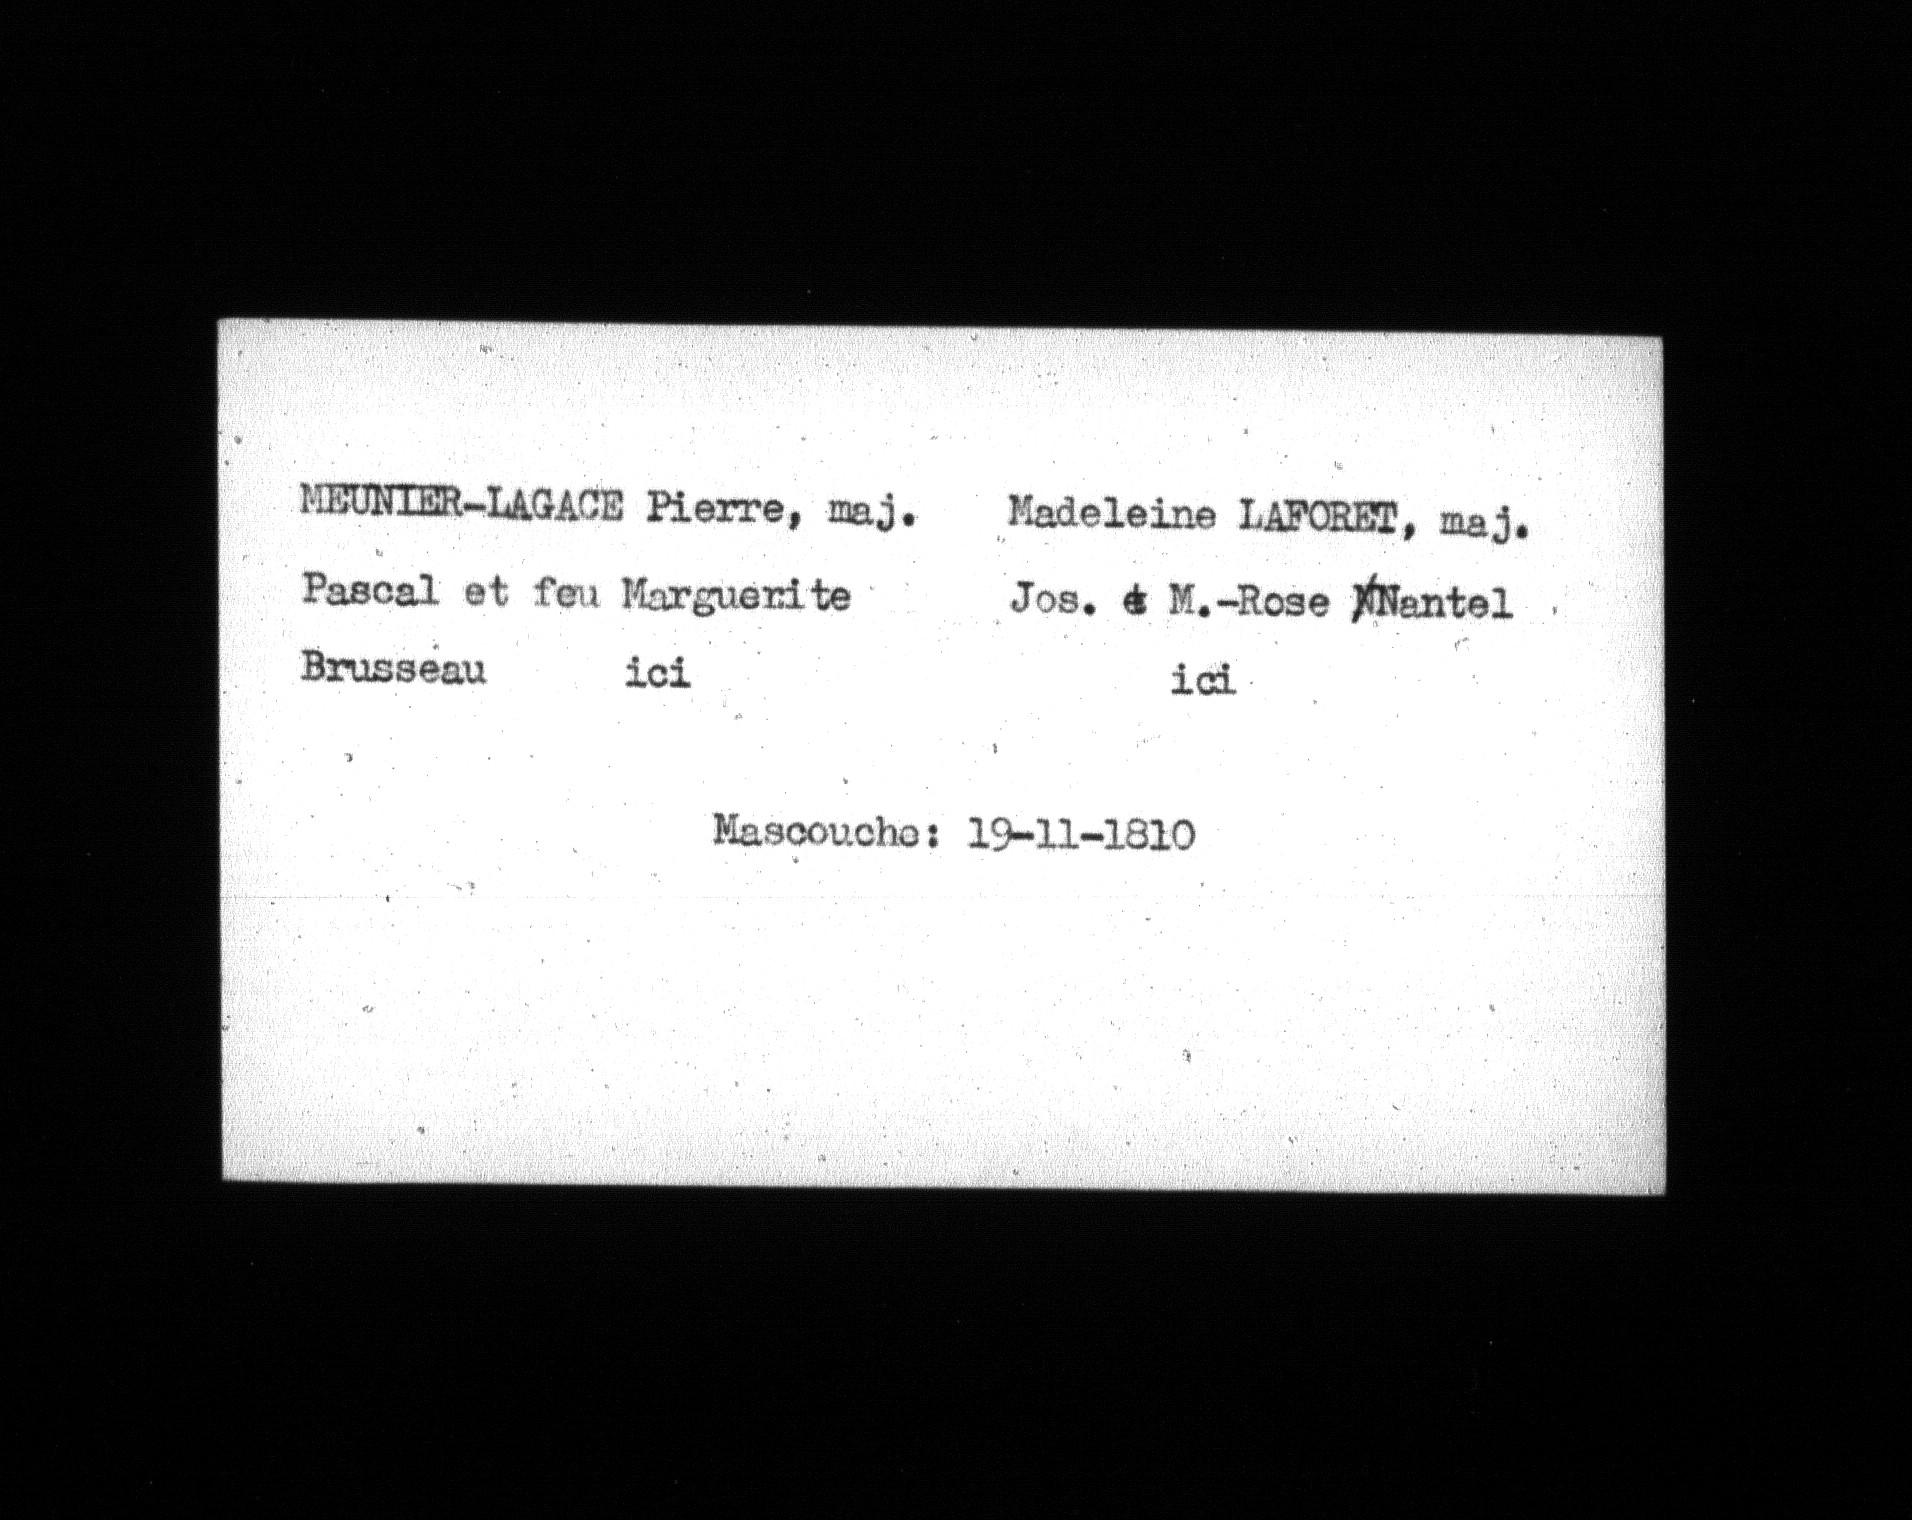 MEUNIER-LAGACE Pierre, maj. Madeleine LAFORET, maj.
Pascal et feu Marguerite Jos. & M.-Rose Nantel
Brusseau ici ici
Mascouche: 19-11-1810